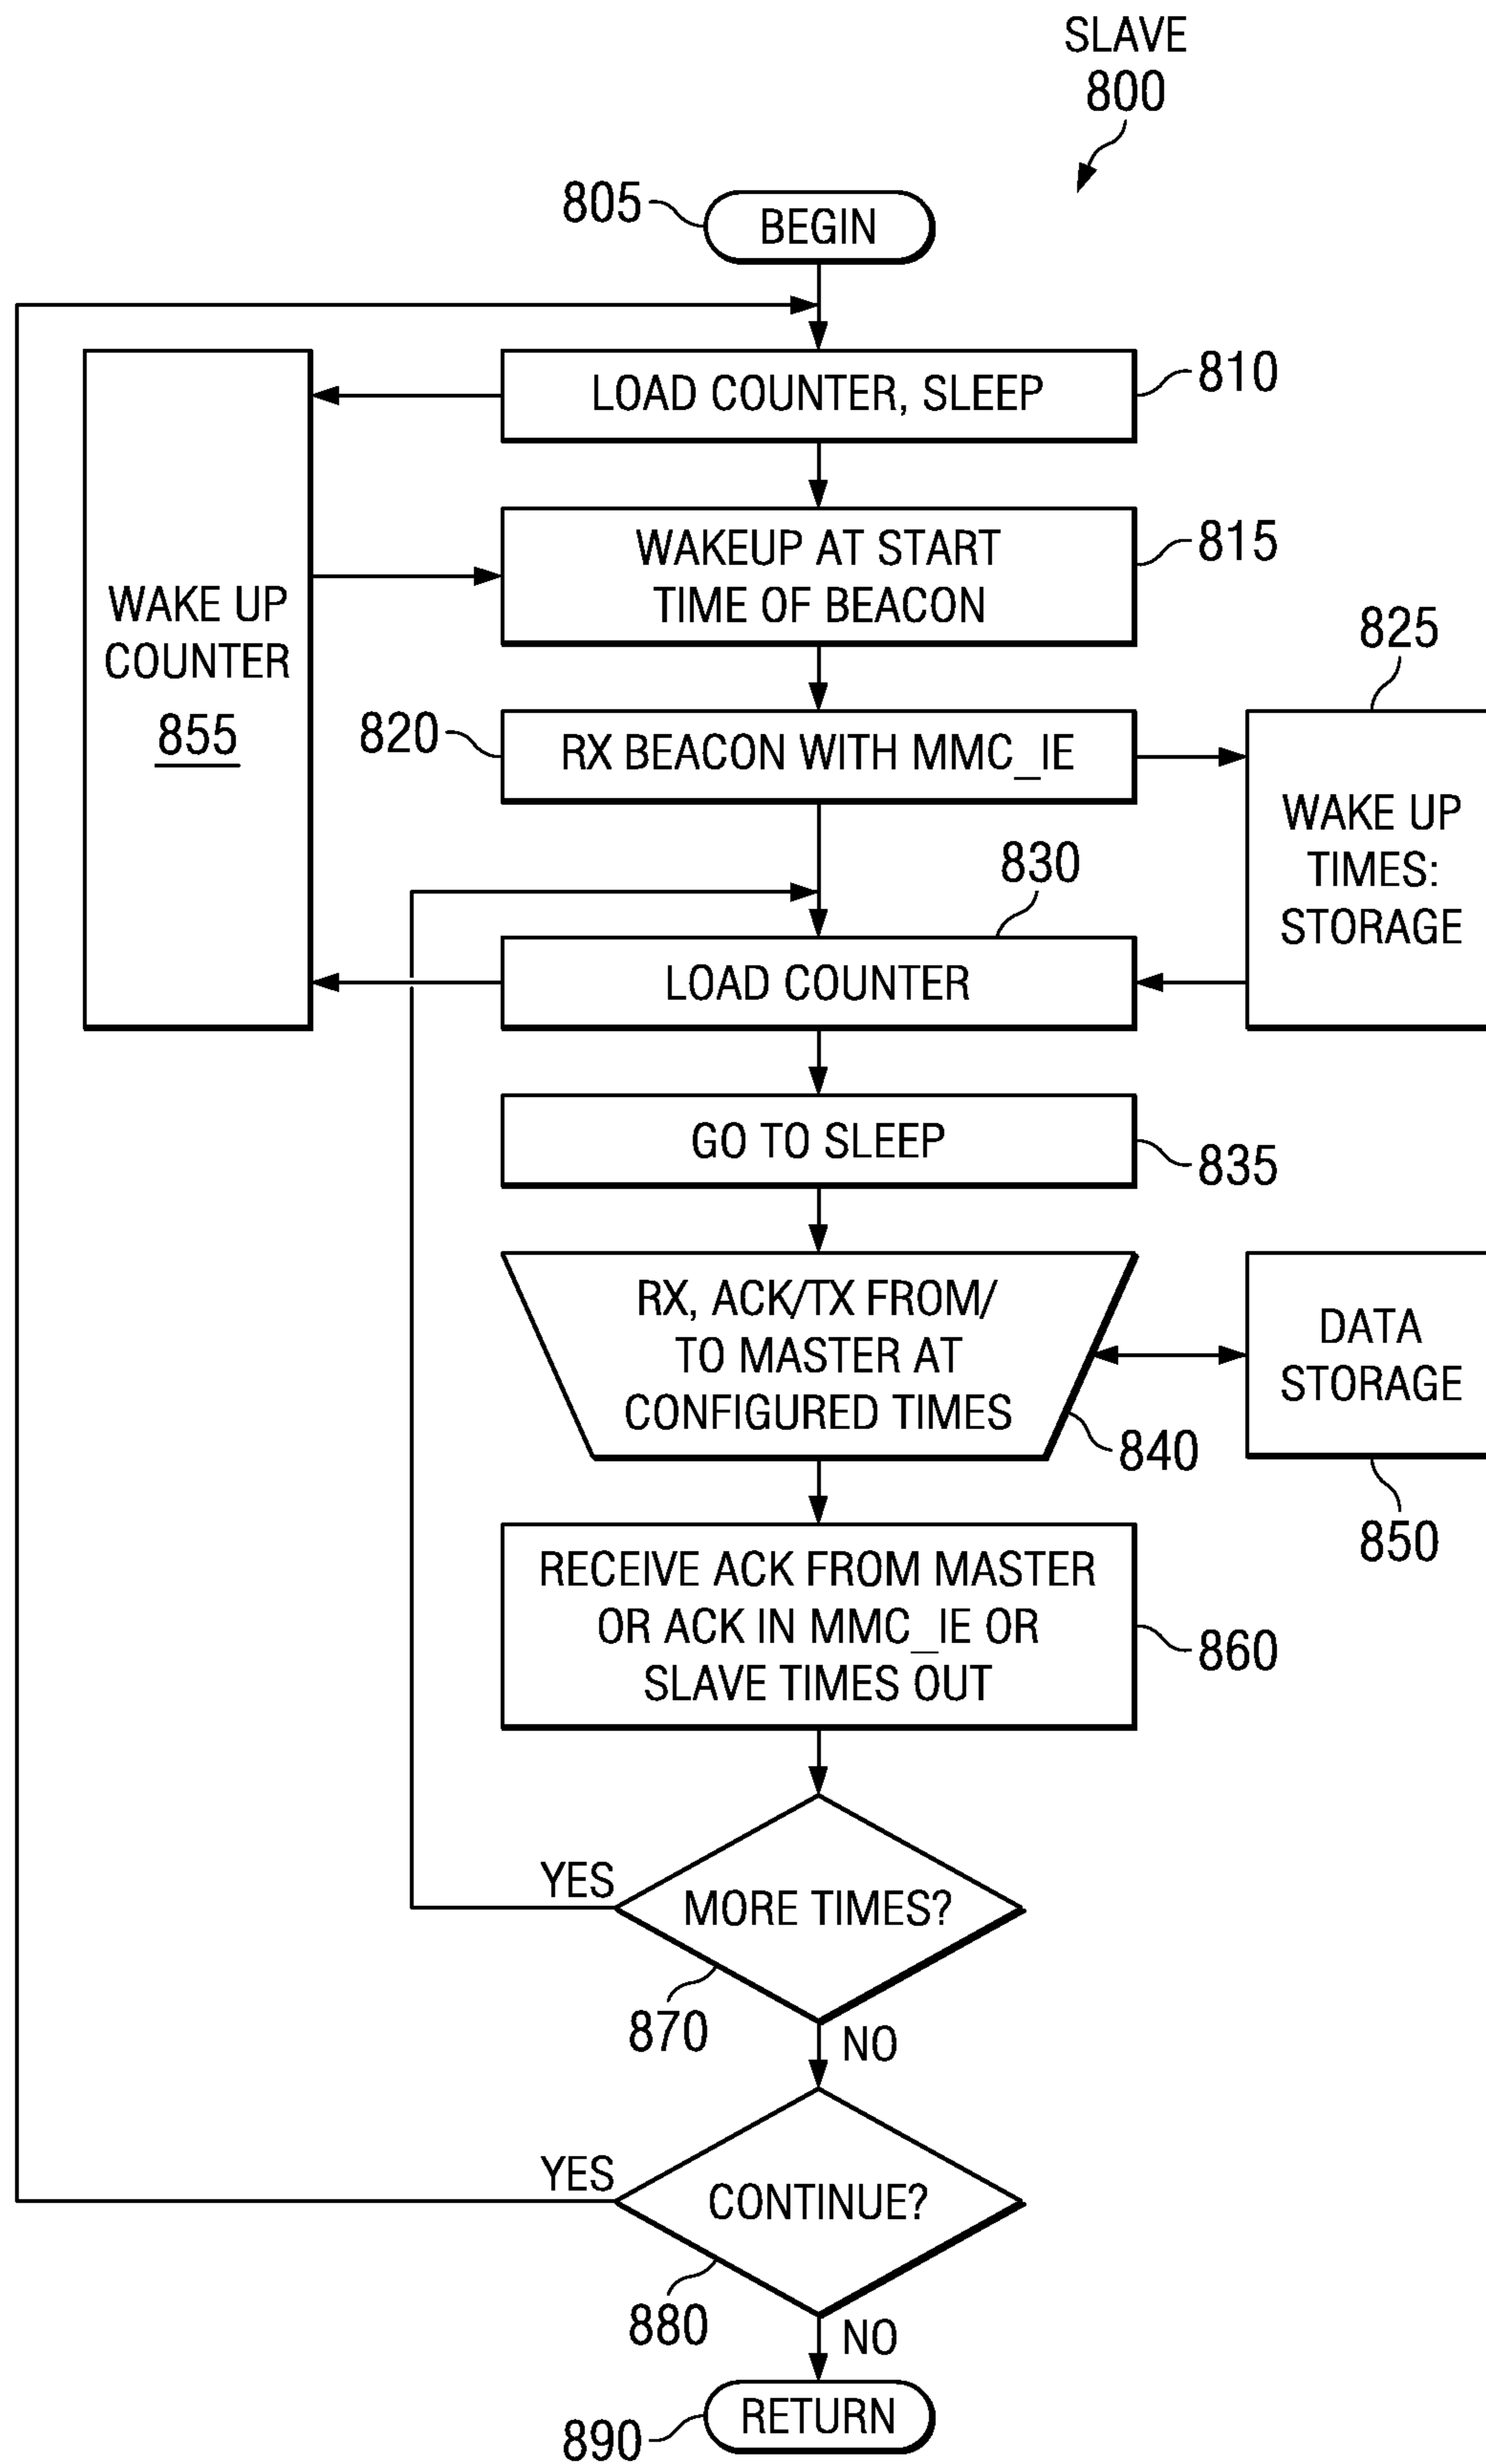 SLAVE
800
805
BEGIN
LOAD COUNTER, SLEEP
810
WAKEUP AT START
TIME OF BEACON
815
WAKE UP
COUNTER
855
820
RX BEACON WITH MMC_IE
825
WAKE UP
TIMES:
STORAGE
830
LOAD COUNTER
GO TO SLEEP
835
RX, ACK/TX FROM/
TO MASTER AT
CONFIGURED TIMES
840
DATA
STORAGE
850
RECEIVE ACK FROM MASTER
OR ACK IN MMC_IE OR
SLAVE TIMES OUT
860
YES
MORE TIMES?
870
NO
YES
CONTINUE?
880
NO
RETURN
890